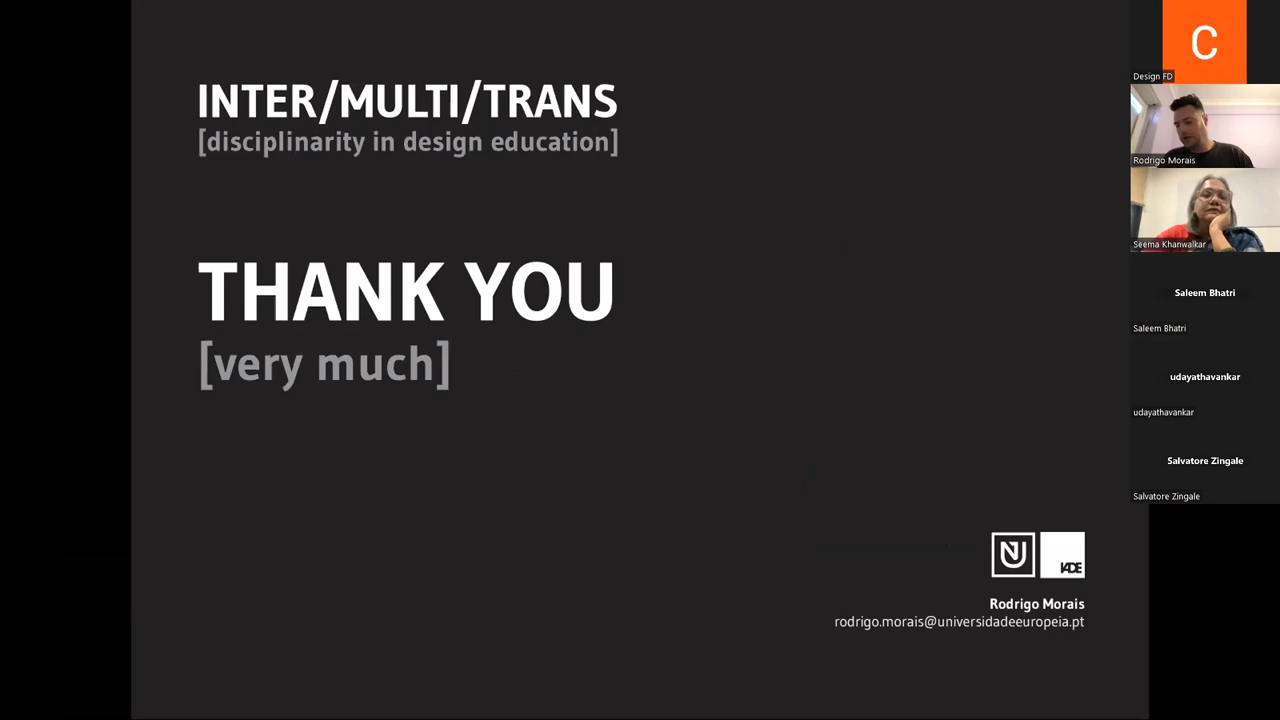 INTER/MULTI/TRANS
[disciplinarity in design education]
THANK YOU
[very much]
IADE
Rodrigo Morais
rodrigo.morais@universidadeeuropeia.pt
C
Design FD
Rodrigo Morais
Seema Khanwalkar
Saleem Bhatri
Saleem Bhatri
udayathavankar
udayathavankar
Salvatore Zingale
Salvatore Zingale